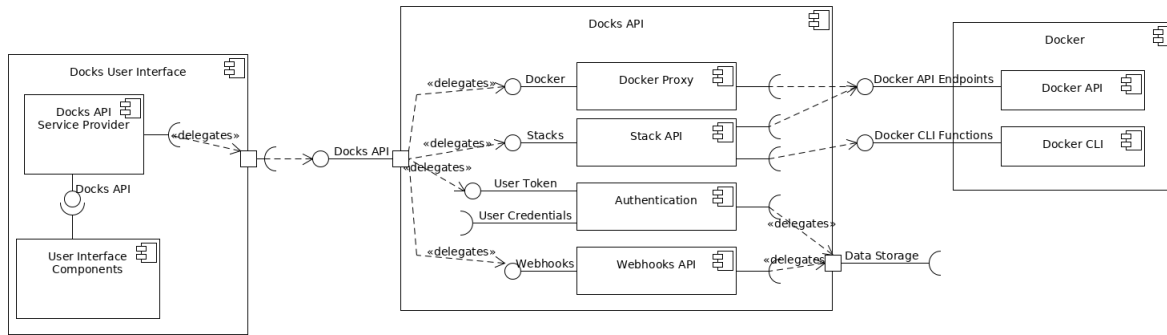 Docks API
Docks User Interface
Docker
Docks API
Service Provider
«delegates»
Docks API
User Interface
Components
Docks API
«delegates»
Docker
Docker Proxy
«delegates»
Stacks
Stack API
«delegates»
User Token
User Credentials
Authentication
«delegates»
«delegates»
Webhooks
Webhooks API
«delegates»
Data Storage
Docker API Endpoints
Docker API
Docker CLI Functions
Docker CLI